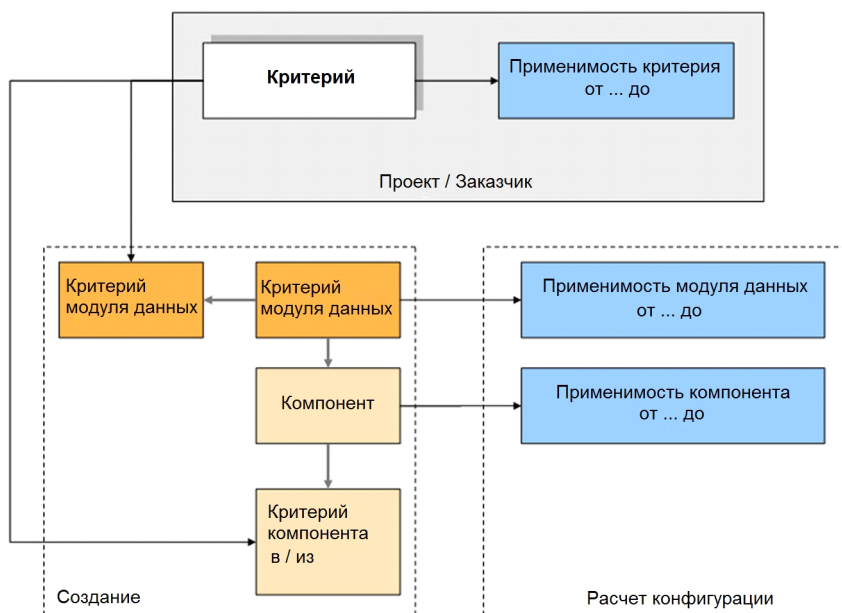 Критерий
Применимость критерия
от ... до
Проект / Заказчик
Критерий
модуля данных
Критерий
модуля данных
Применимость модуля данных
от ... до
Компонент
Применимость компонента
от ... до
Критерий
компонента
в / из
Создание
Расчет конфигурации